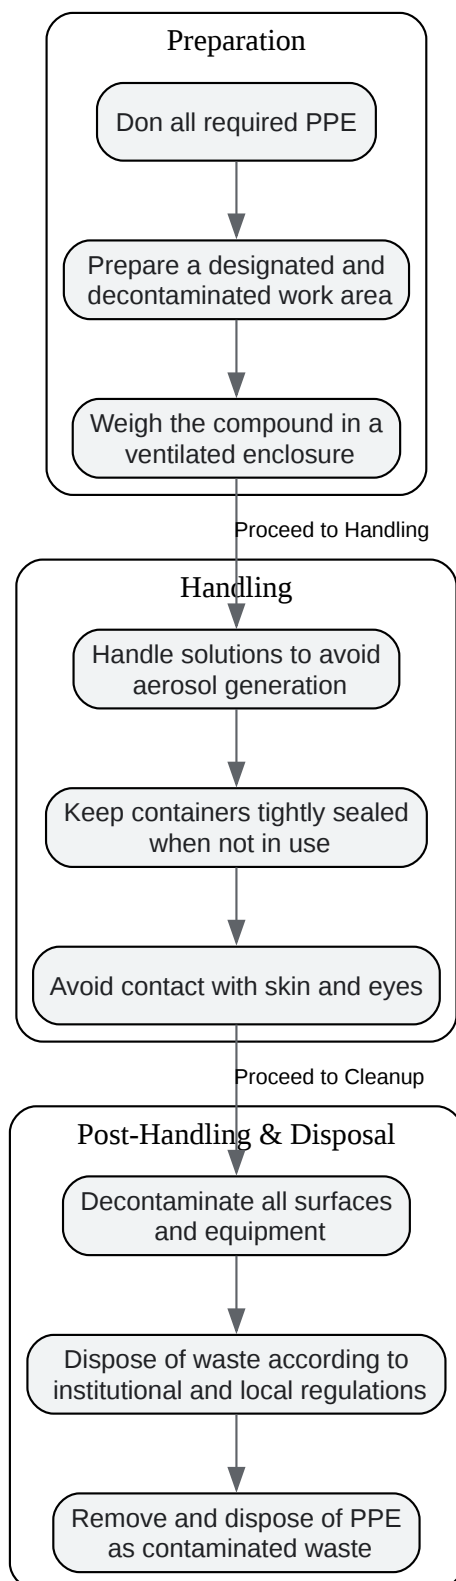 Preparation
Don all required PPE
Prepare a designated and
decontaminated work area
Weigh the compound in a
ventilated enclosure
Proceed to Handling
Handling
Handle solutions to avoid
aerosol generation
Keep containers tightly sealed
when not in use
Avoid contact with skin and eyes
Proceed to Cleanup
Post-Handling & Disposal
Decontaminate all surfaces
and equipment
Dispose of waste according to
institutional and local regulations
Remove and dispose of PPE
as contaminated waste